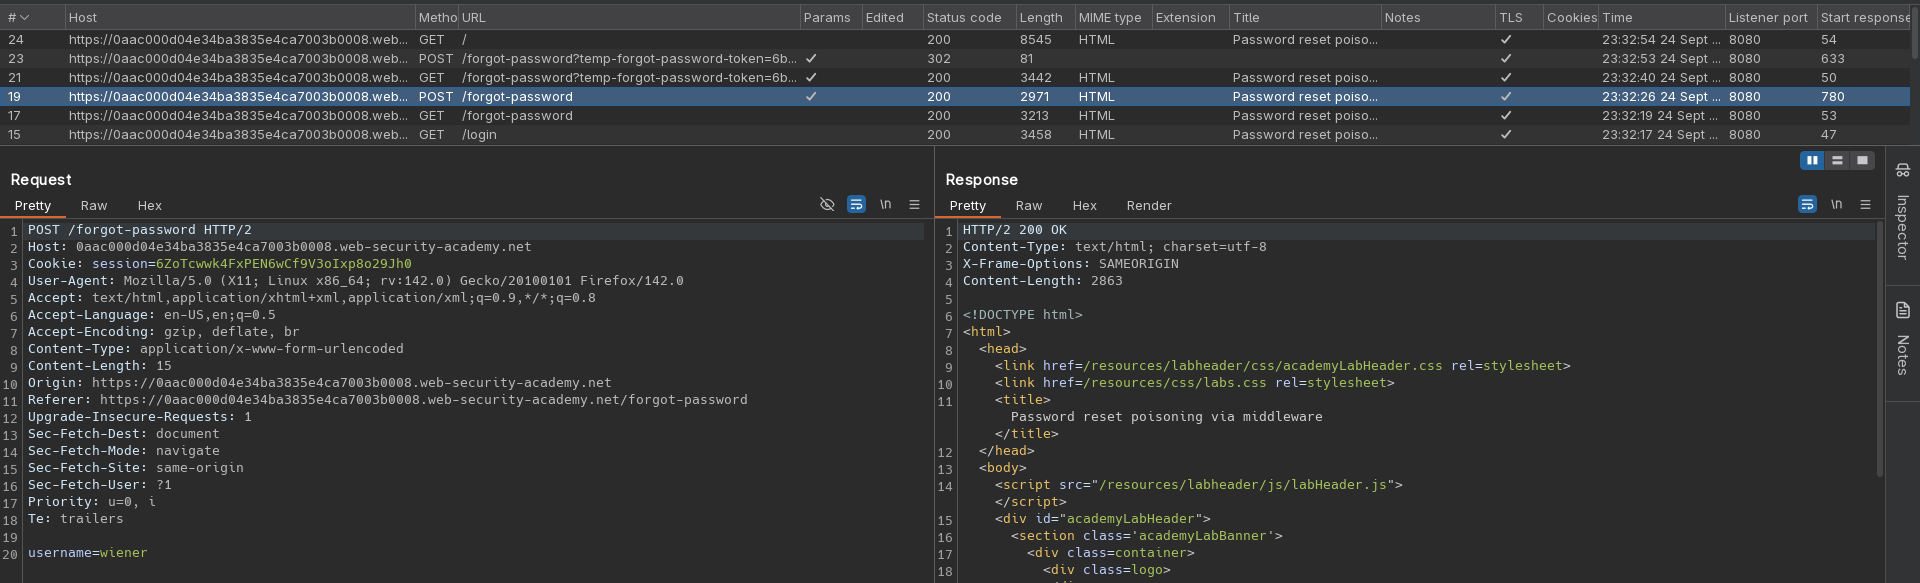 # Host Metho URL Params Edited Status code Length MIME type Extension Title Notes TLS Cookies Time Listener port Start response
24 https://0aac000d04e34ba3835e4ca7003b0008.web... GET / 200 8545 HTML Password reset poiso... ✓ 23:32:54 24 Sept ... 8080 54
23 https://0aac000d04e34ba3835e4ca7003b0008.web... POST /forgot-password?temp-forgot-password-token=6b... ✓ 302 81 ✓ 23:32:53 24 Sept ... 8080 633
21 https://0aac000d04e34ba3835e4ca7003b0008.web... GET /forgot-password?temp-forgot-password-token=6b... ✓ 200 3442 HTML Password reset poiso... ✓ 23:32:40 24 Sept ... 8080 50
19 https://0aac000d04e34ba3835e4ca7003b0008.web... POST /forgot-password ✓ 200 2971 HTML Password reset poiso... ✓ 23:32:26 24 Sept ... 8080 780
17 https://0aac000d04e34ba3835e4ca7003b0008.web... GET /forgot-password 200 3213 HTML Password reset poiso... ✓ 23:32:19 24 Sept ... 8080 53
15 https://0aac000d04e34ba3835e4ca7003b0008.web... GET /login 200 3458 HTML Password reset poiso... ✓ 23:32:17 24 Sept ... 8080 47
Request
Pretty Raw Hex \n
1 POST /forgot-password HTTP/2
2 Host: 0aac000d04e34ba3835e4ca7003b0008.web-security-academy.net
3 Cookie: session=6ZoTcwwk4FxPEN6wCf9V3oIxp8o29Jh0
4 User-Agent: Mozilla/5.0 (X11; Linux x86_64; rv:142.0) Gecko/20100101 Firefox/142.0
5 Accept: text/html,application/xhtml+xml,application/xml;q=0.9,*/*;q=0.8
6 Accept-Language: en-US,en;q=0.5
7 Accept-Encoding: gzip, deflate, br
8 Content-Type: application/x-www-form-urlencoded
9 Content-Length: 15
10 Origin: https://0aac000d04e34ba3835e4ca7003b0008.web-security-academy.net
11 Referer: https://0aac000d04e34ba3835e4ca7003b0008.web-security-academy.net/forgot-password
12 Upgrade-Insecure-Requests: 1
13 Sec-Fetch-Dest: document
14 Sec-Fetch-Mode: navigate
15 Sec-Fetch-Site: same-origin
16 Sec-Fetch-User: ?1
17 Priority: u=0, i
18 Te: trailers
19
20 username=wiener
Response
Pretty Raw Hex Render \n
1 HTTP/2 200 OK
2 Content-Type: text/html; charset=utf-8
3 X-Frame-Options: SAMEORIGIN
4 Content-Length: 2863
5
6 <!DOCTYPE html>
7 <html>
8 <head>
9 <link href=/resources/labheader/css/academyLabHeader.css rel=stylesheet>
10 <link href=/resources/css/labs.css rel=stylesheet>
11 <title>
Password reset poisoning via middleware
</title>
12 </head>
13 <body>
14 <script src="/resources/labheader/js/labHeader.js">
</script>
15 <div id="academyLabHeader">
16 <section class='academyLabBanner'>
17 <div class=container>
18 <div class=logo>
Inspector
Notes